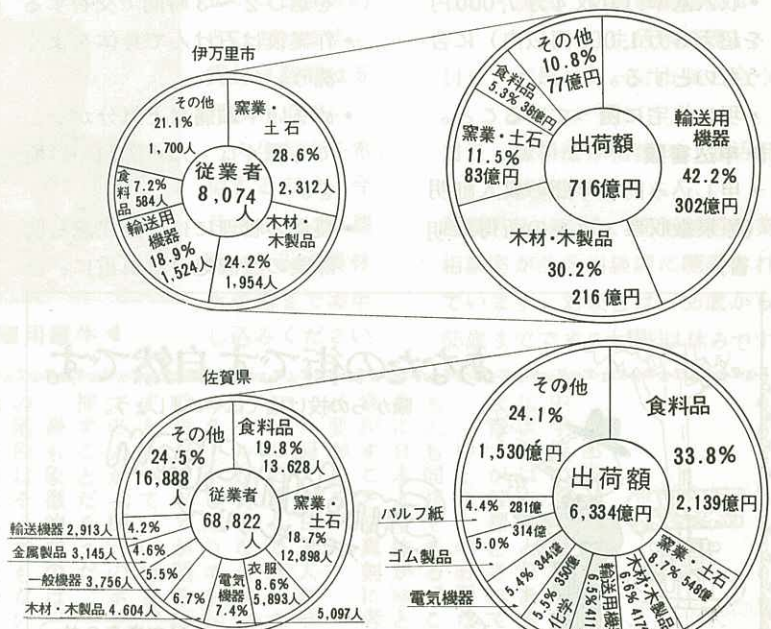 伊万里市
その他
21.1%
1,700人
窯業・
土石
28.6%
2,312人
従業者
8,074
人
食
料
品
7.2%
584人
輸送用
機器
18.9%
1,524人
木材・
木製品
24.2%
1,954人
その他
10.8%
77億円
食料品
5.3% 38億円
窯業・土石
11.5%
83億円
出荷額
716億円
輸送用
機器
42.2%
302億円
木材・木製品
30.2%
216億円
佐賀県
その他
24.5%
16,888
人
食料品
19.8%
13.628人
従業者
68,822
人
窯業・
土石
18.7%
12,898人
輸送機器 2,913人
4.2%
金属製品 3,145人
4.6%
一般機器 3,756人
5.5%
木材・木製品 4.604人
6.7%
電気
機器
7.4%
5,097人
衣服
8.6%
5,893人
その他
24.1%
1,530億円
食料品
33.8%
2,139億円
出荷額
6,334億円
パルプ紙
4.4% 281億
ゴム製品
5.0% 314億
電気機器
5.4% 344億
5.5% 350億
化学
輸送用機
6.5% 411
木材・木製品
6.6% 417
窯業・土石
8.7% 548億